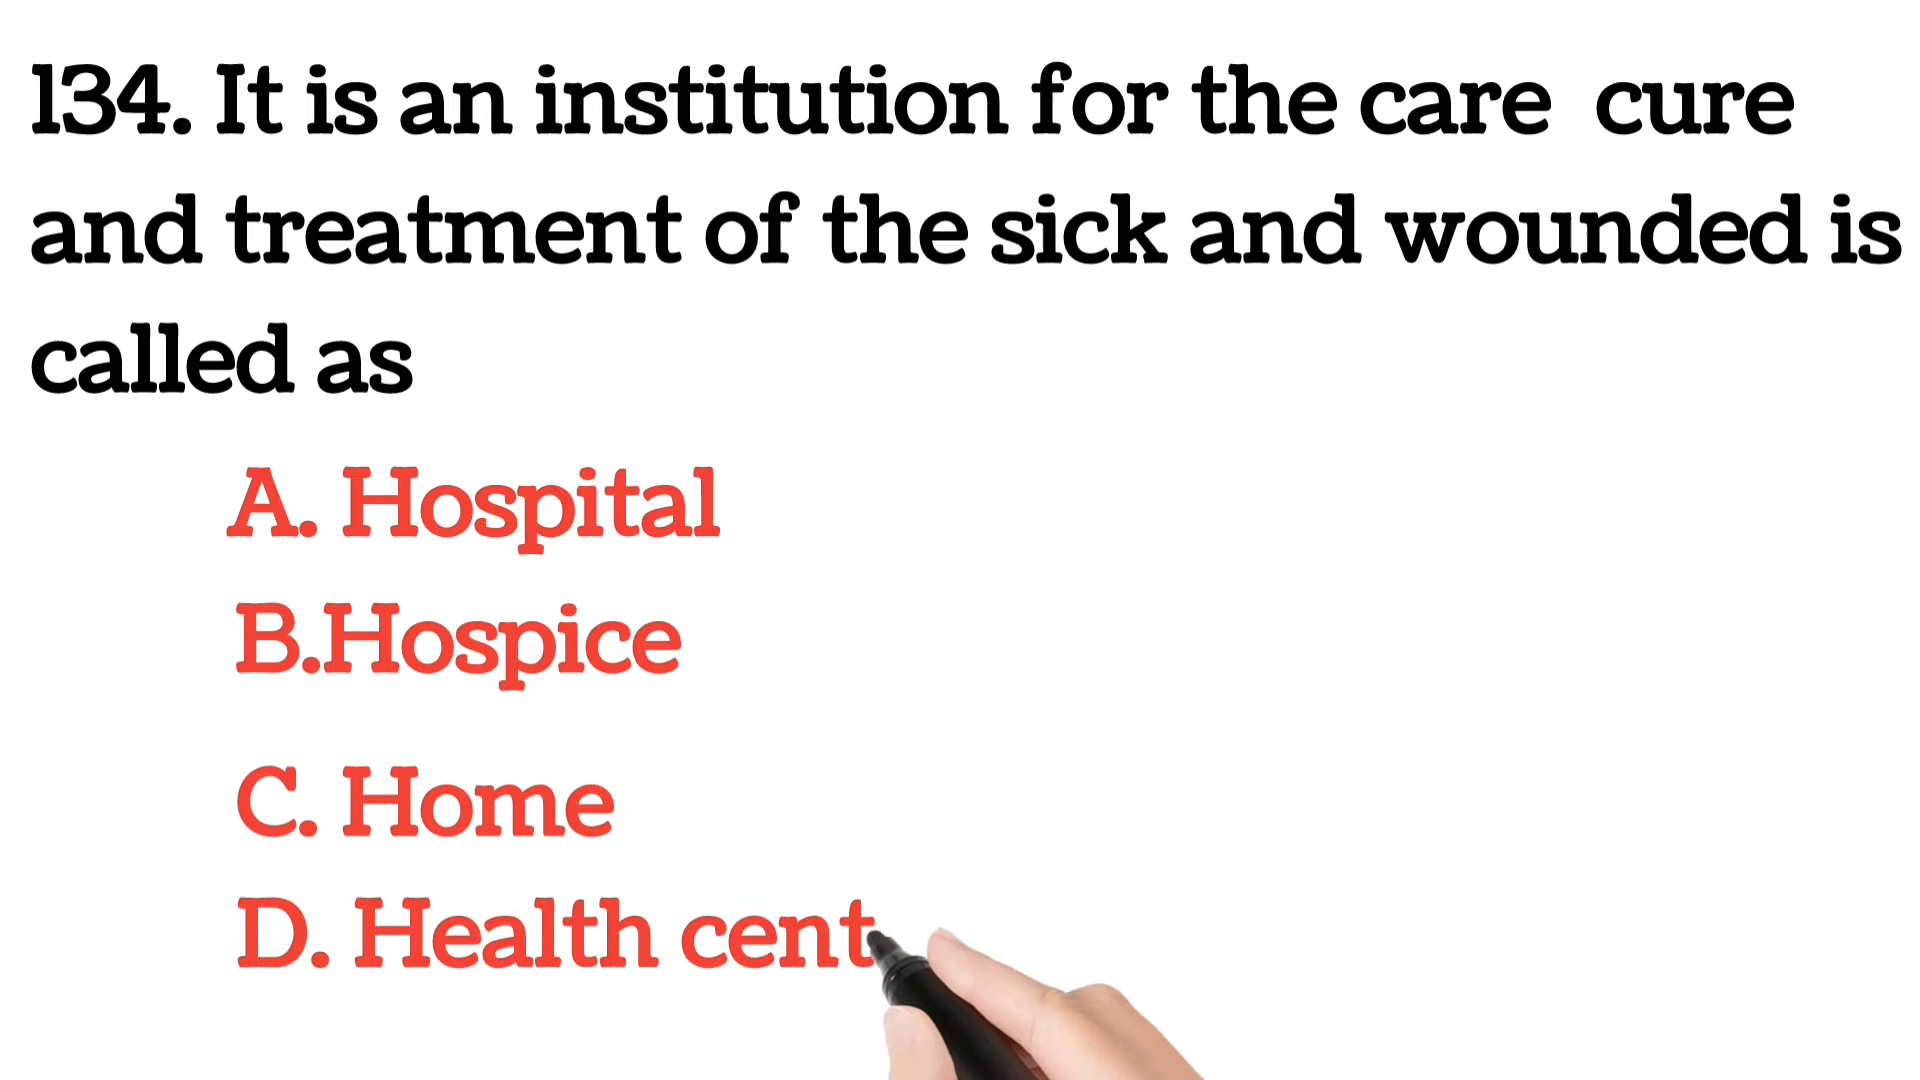 134. It is an institution for the care cure
and treatment of the sick and wounded is
called as
A. Hospital
B.Hospice
C. Home
D. Health cent